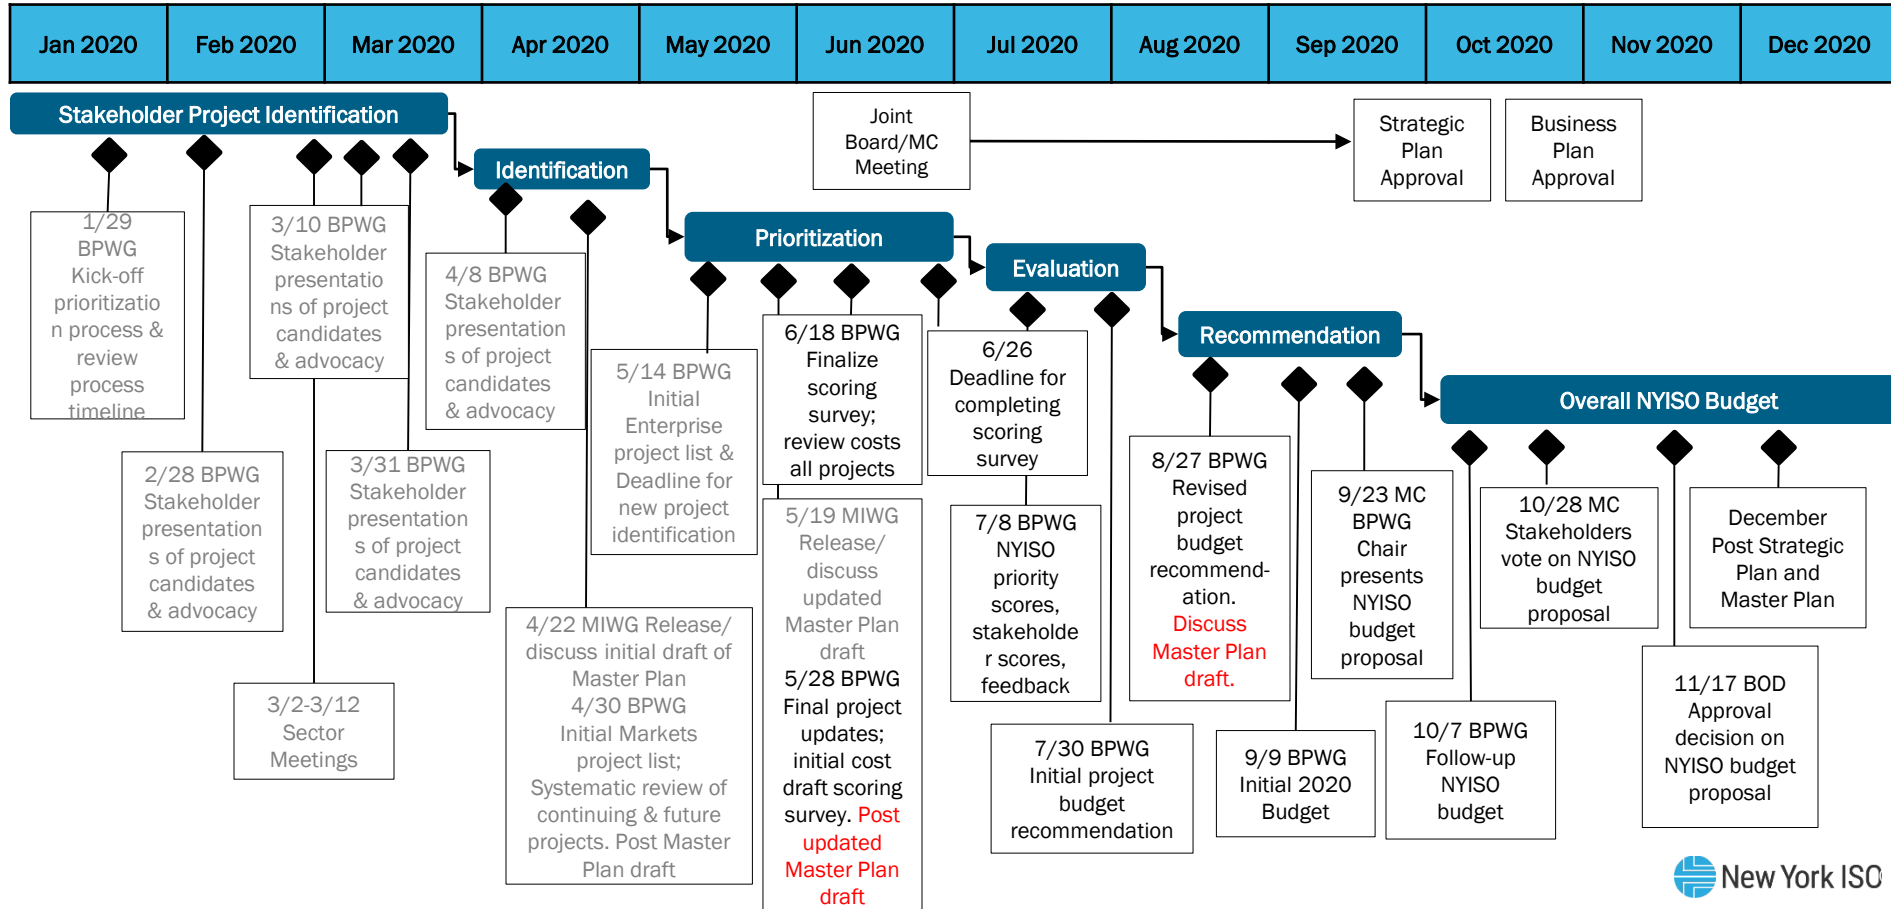 Jan 2020
Feb 2020
Mar 2020
Apr 2020
May 2020
Jun 2020
Jul 2020
Aug 2020
Sep 2020
Oct 2020
Nov 2020
Dec 2020
Stakeholder Project Identification
Identification
Prioritization
Evaluation
Recommendation
Overall NYISO Budget
Joint
Board/MC
Meeting
Strategic
Plan
Approval
Business
Plan
Approval
1/29
BPWG
Kick-off
prioritizatio
n process &
review
process
timeline
2/28 BPWG
Stakeholder
presentation
s of project
candidates
& advocacy
3/10 BPWG
Stakeholder
presentatio
ns of project
candidates
& advocacy
3/2-3/12
Sector
Meetings
3/31 BPWG
Stakeholder
presentation
s of project
candidates
& advocacy
4/8 BPWG
Stakeholder
presentation
s of project
candidates
& advocacy
4/22 MIWG Release/
discuss initial draft of
Master Plan
4/30 BPWG
Initial Markets
project list;
Systematic review of
continuing & future
projects. Post Master
Plan draft
5/14 BPWG
Initial
Enterprise
project list &
Deadline for
new project
identification
6/18 BPWG
Finalize
scoring
survey;
review costs
all projects
5/19 MIWG
Release/
discuss
updated
Master Plan
draft
5/28 BPWG
Final project
updates;
initial cost
draft scoring
survey. Post
updated
Master Plan
draft
6/26
Deadline for
completing
scoring
survey
7/8 BPWG
NYISO
priority
scores,
stakeholde
r scores,
feedback
7/30 BPWG
Initial project
budget
recommendation
8/27 BPWG
Revised
project
budget
recommend-
ation.
Discuss
Master Plan
draft.
9/9 BPWG
Initial 2020
Budget
9/23 MC
BPWG
Chair
presents
NYISO
budget
proposal
10/7 BPWG
Follow-up
NYISO
budget
10/28 MC
Stakeholders
vote on NYISO
budget
proposal
11/17 BOD
Approval
decision on
NYISO budget
proposal
December
Post Strategic
Plan and
Master Plan
New York ISO